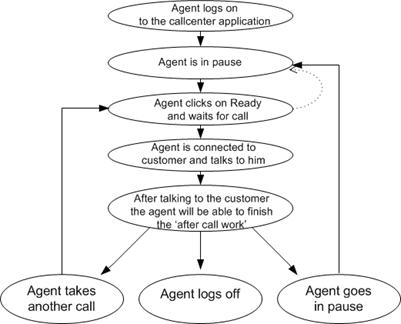 Agent logs on
to the callcenter application
Agent is in pause
Agent clicks on Ready
and waits for call
Agent is connected to
customer and talks to him
After talking to the customer
the agent will be able to finish
the 'after call work'
Agent takes
another call
Agent logs off
Agent goes
in pause